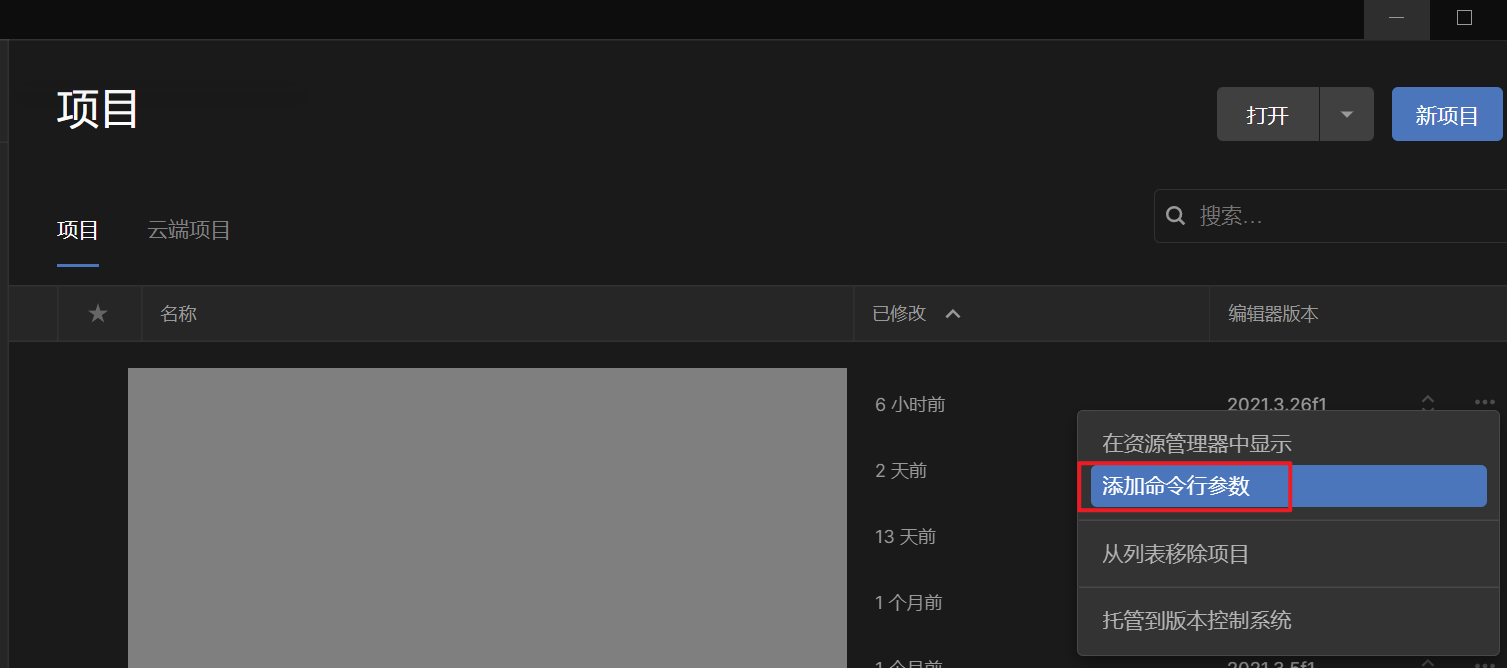 项目
打开
新项目
项目 云端项目
搜索...
名称 已修改 编辑器版本
6 小时前 2021.3.26f1
在资源管理器中显示
2 天前
添加命令行参数
13 天前
从列表移除项目
1 个月前
托管到版本控制系统
1 个月前 2021.3.5f1